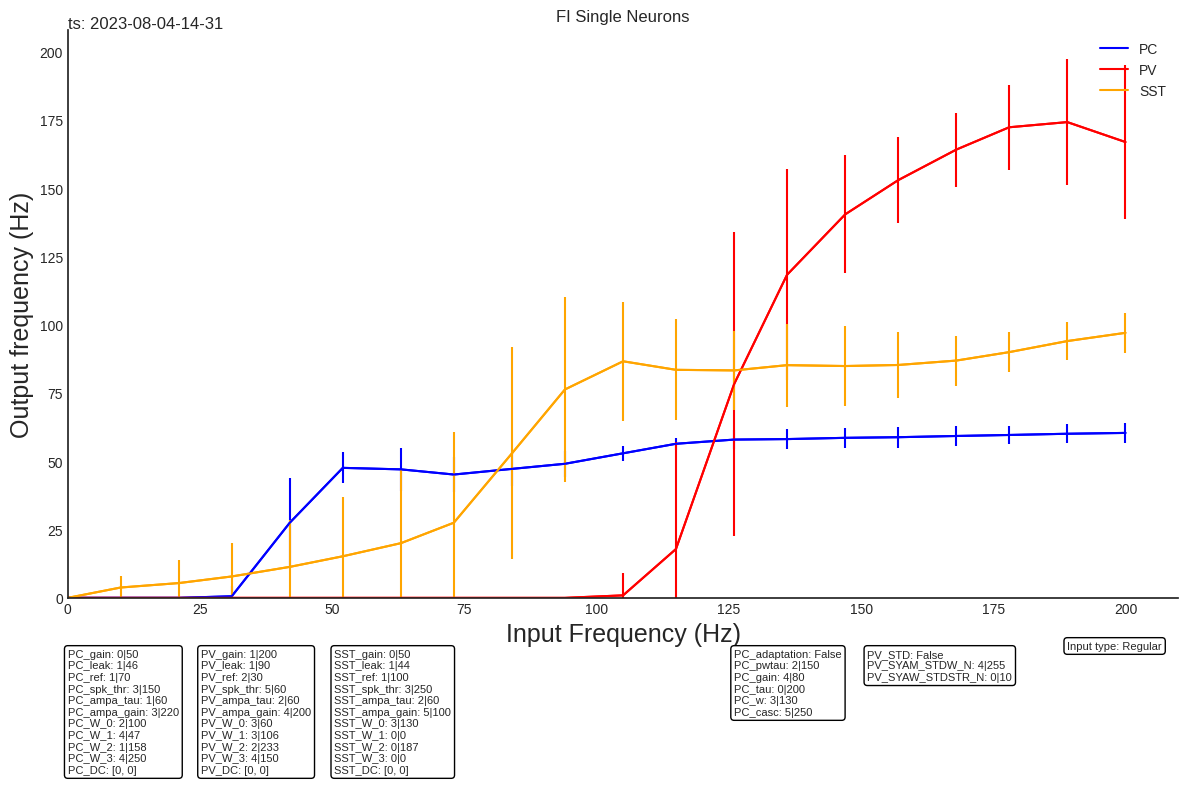 ts: 2023-08-04-14-31
FI Single Neurons
PC
PV
SST
Output frequency (Hz)
200
175
150
125
100
75
50
25
0
0 25 50 75 100 125 150 175 200
Input Frequency (Hz)
PC_gain: 0|50
PC_leak: 1|46
PC_ref: 1|70
PC_spk_thr: 3|150
PC_ampa_tau: 1|60
PC_ampa_gain: 3|220
PC_W_0: 2|100
PC_W_1: 4|47
PC_W_2: 1|158
PC_W_3: 4|250
PC_DC: [0, 0]
PV_gain: 1|200
PV_leak: 1|90
PV_ref: 2|30
PV_spk_thr: 5|60
PV_ampa_tau: 2|60
PV_ampa_gain: 4|200
PV_W_0: 3|60
PV_W_1: 3|106
PV_W_2: 2|233
PV_W_3: 4|150
PV_DC: [0, 0]
SST_gain: 0|50
SST_leak: 1|44
SST_ref: 1|100
SST_spk_thr: 3|250
SST_ampa_tau: 2|60
SST_ampa_gain: 5|100
SST_W_0: 3|130
SST_W_1: 0|0
SST_W_2: 0|187
SST_W_3: 0|0
SST_DC: [0, 0]
PC_adaptation: False
PC_pwtau: 2|150
PC_gain: 4|80
PC_tau: 0|200
PC_w: 3|130
PC_casc: 5|250
PV_STD: False
PV_SYAM_STDW_N: 4|255
PV_SYAW_STDSTR_N: 0|10
Input type: Regular